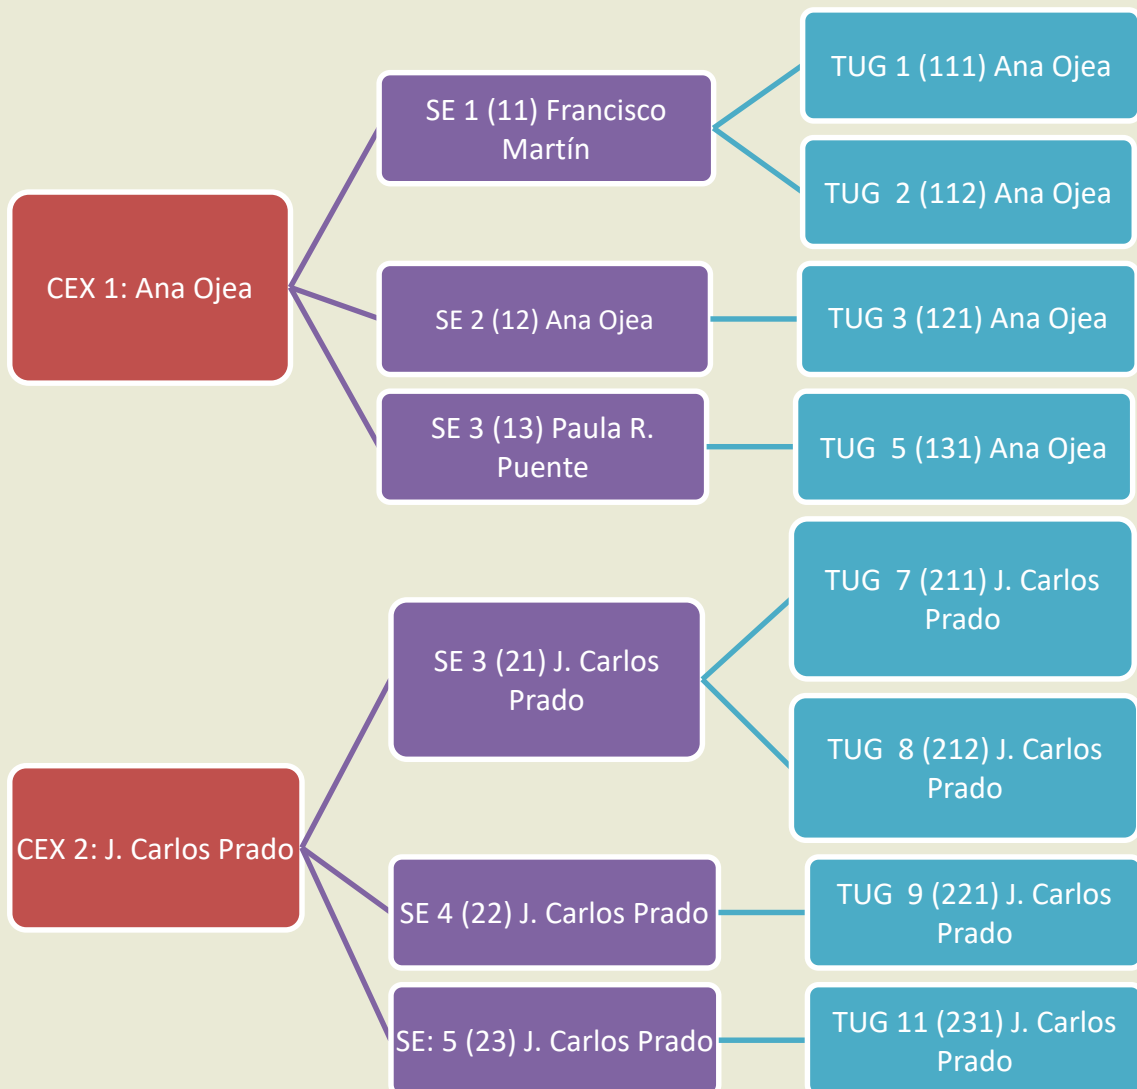 CEX 1: Ana Ojea
SE 1 (11) Francisco
Martín
TUG 1 (111) Ana Ojea
TUG 2 (112) Ana Ojea
SE 2 (12) Ana Ojea
TUG 3 (121) Ana Ojea
SE 3 (13) Paula R.
Puente
TUG 5 (131) Ana Ojea
CEX 2: J. Carlos Prado
SE 3 (21) J. Carlos
Prado
TUG 7 (211) J. Carlos
Prado
TUG 8 (212) J. Carlos
Prado
SE 4 (22) J. Carlos Prado
TUG 9 (221) J. Carlos
Prado
SE: 5 (23) J. Carlos Prado
TUG 11 (231) J. Carlos
Prado